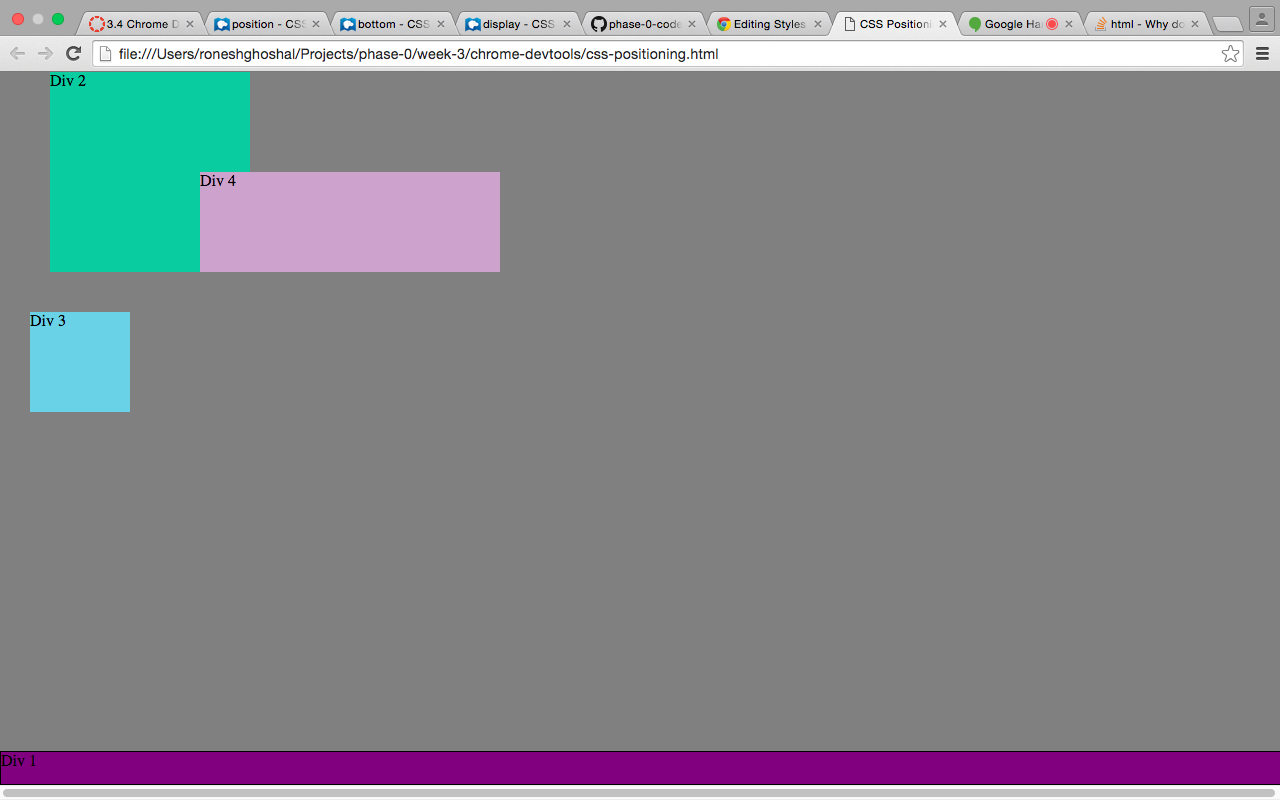 3.4 Chrome D
position - CSS
bottom - CSS
display - CSS
phase-0-code
Editing Styles
CSS Positioni
Google Ha
html - Why do
file:///Users/roneshghoshal/Projects/phase-0/week-3/chrome-devtools/css-positioning.html
Div 2
Div 4
Div 3
Div 1